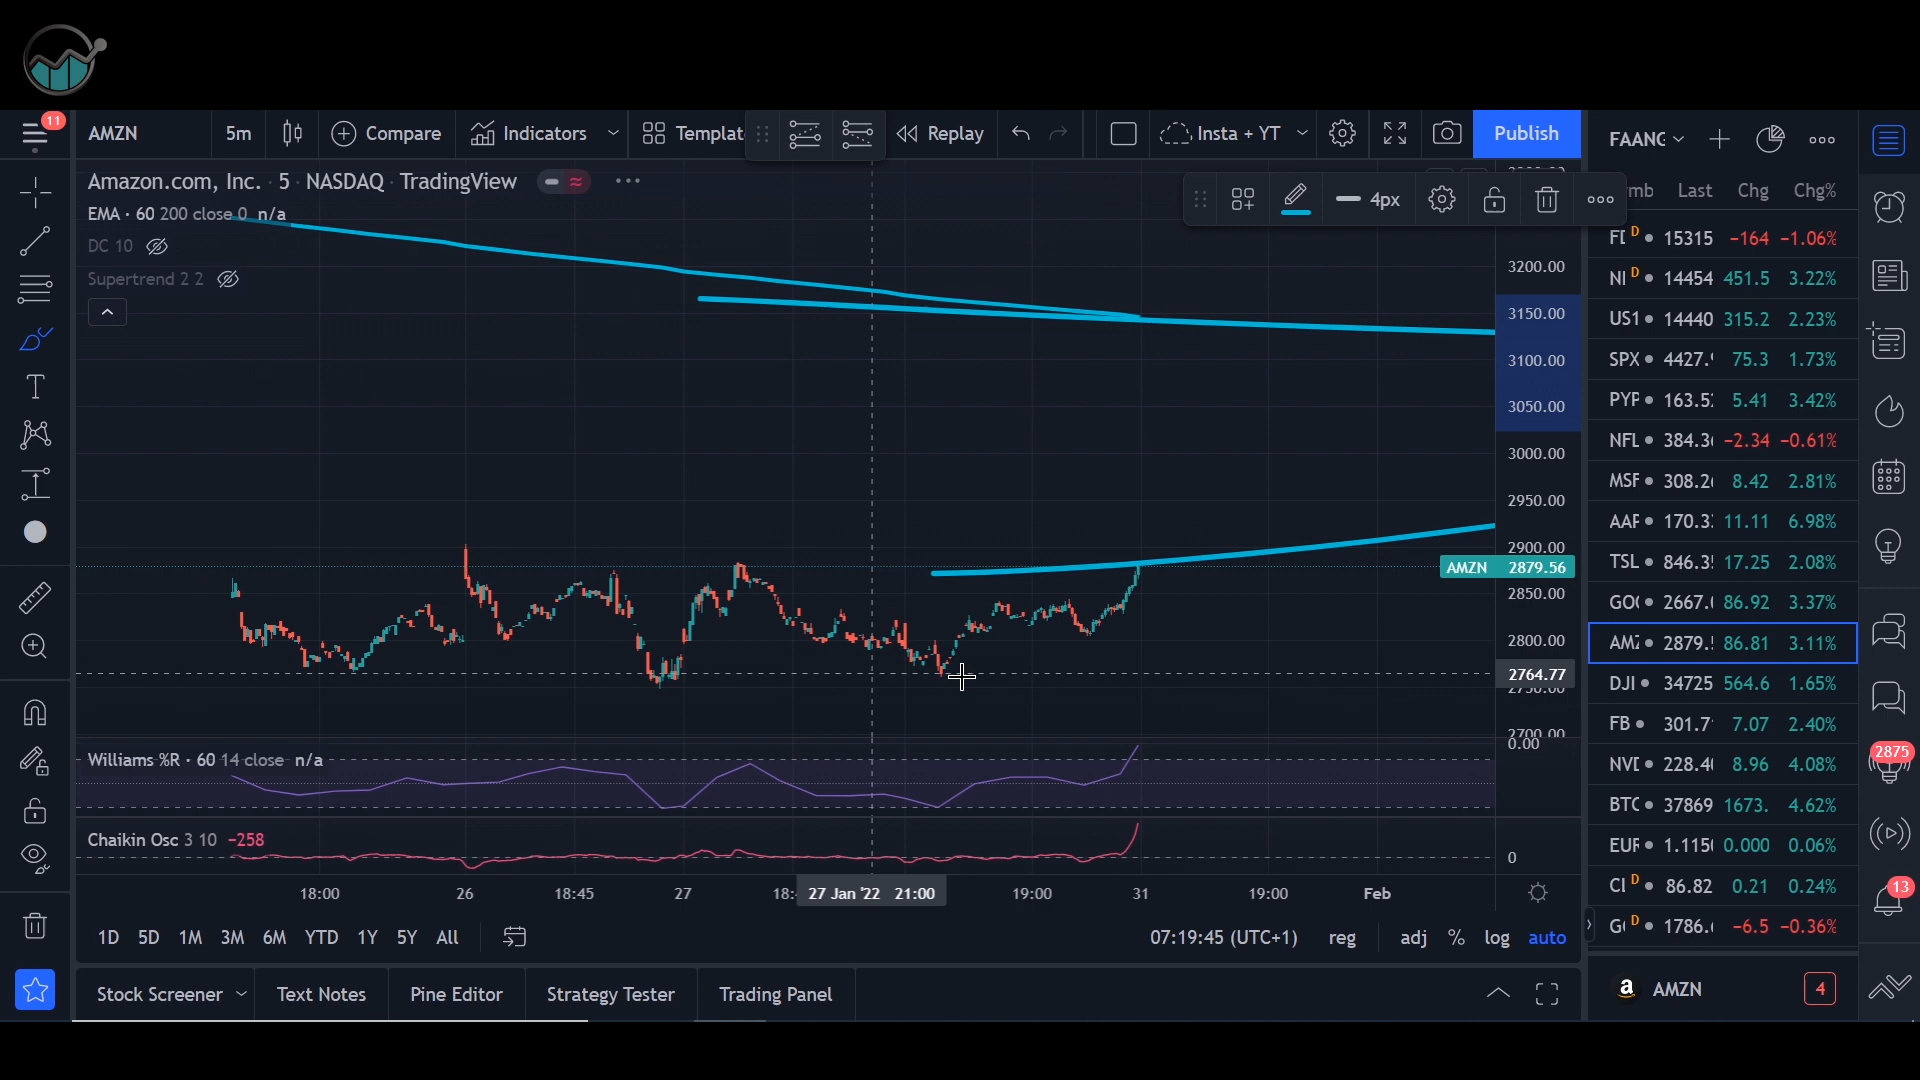 11
AMZN 5m Compare Indicators Templat Replay Insta + YT Publish
FAANG
Amazon.com, Inc. · 5 · NASDAQ · TradingView
EMA · 60 200 close 0 n/a
DC 10
Supertrend 2 2
4px
mb Last Chg Chg%
D 15315 -164 -1.06%
NI D 14454 451.5 3.22%
US1 14440 315.2 2.23%
SPX 4427. 75.3 1.73%
PYP 163.5 5.41 3.42%
NFL 384.3 -2.34 -0.61%
MSF 308.2 8.42 2.81%
AAP 170.3 11.11 6.98%
TSL 846.3 17.25 2.08%
GO 2667. 86.92 3.37%
AM 2879. 86.81 3.11%
DJI 34725 564.6 1.65%
FB 301.7 7.07 2.40%
NV 228.4 8.96 4.08%
BTC 37869 1673. 4.62%
EUR 1.115 0.000 0.06%
D 86.82 0.21 0.24%
D 1786. -6.5 -0.36%
3200.00
3150.00
3100.00
3050.00
3000.00
2950.00
2900.00
AMZN 2879.56
2850.00
2800.00
2764.77
2700.00
0.00
Williams %R · 60 14 close n/a
Chaikin Osc 3 10 -258
0
18:00 26 18:45 27 18: 27 Jan '22 21:00 19:00 31 19:00 Feb
1D 5D 1M 3M 6M YTD 1Y 5Y All
07:19:45 (UTC+1) reg adj % log auto
Stock Screener Text Notes Pine Editor Strategy Tester Trading Panel
AMZN 4
2875
13